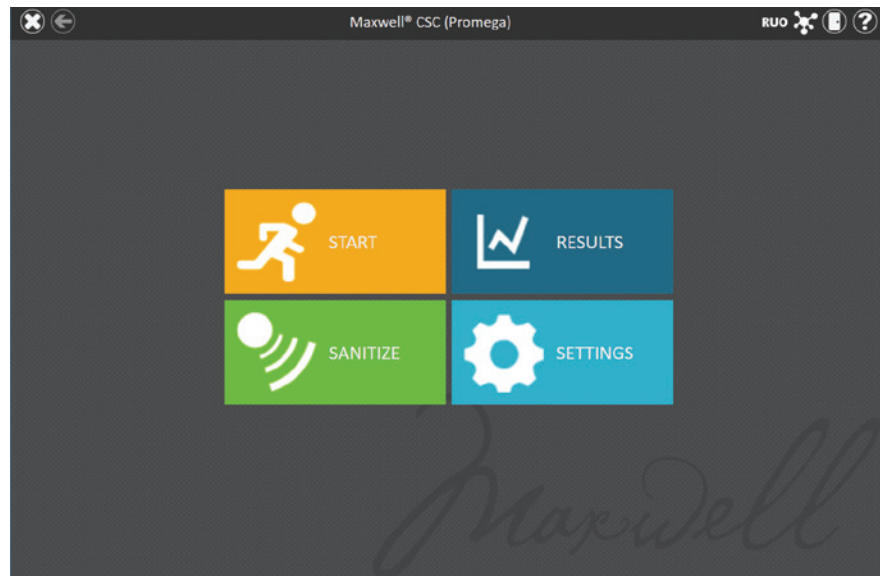 Maxwell® CSC (Promega)
RUO
?
START
RESULTS
SANITIZE
SETTINGS
Maxwell